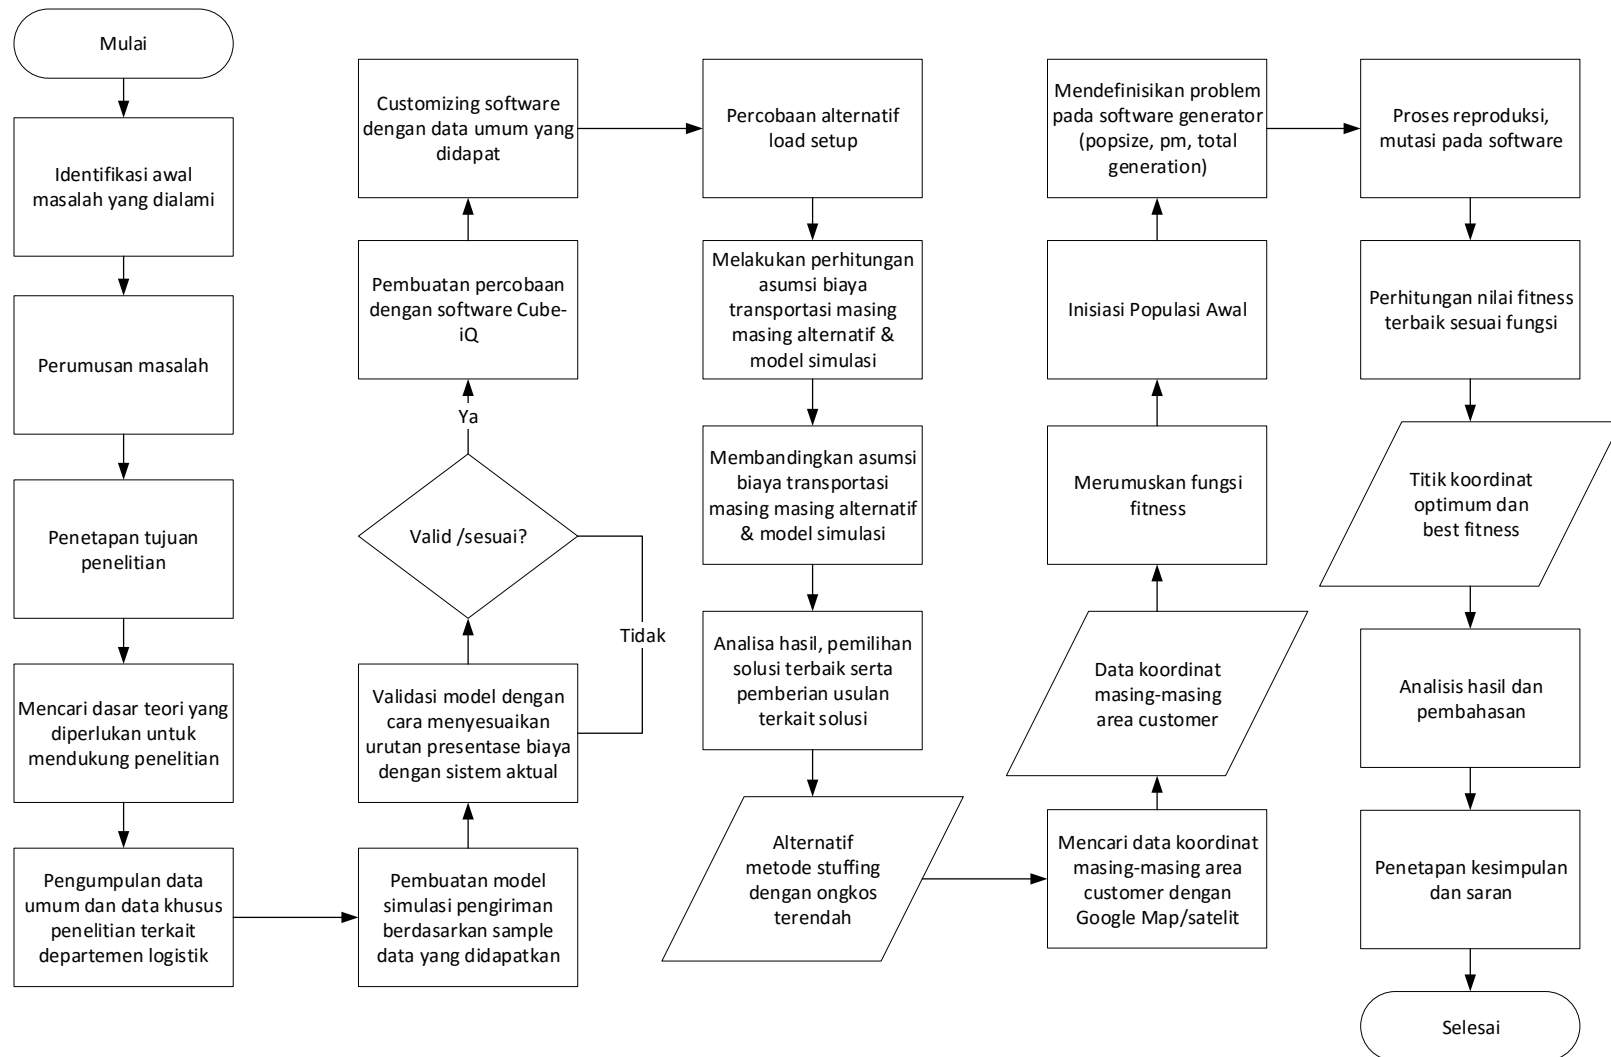 Mulai
Identifikasi awal
masalah yang dialami
Perumusan masalah
Penetapan tujuan
penelitian
Mencari dasar teori yang
diperlukan untuk
mendukung penelitian
Pengumpulan data
umum dan data khusus
penelitian terkait
departemen logistik
Pembuatan model
simulasi pengiriman
berdasarkan sample
data yang didapatkan
Validasi model dengan
cara menyesuaikan
urutan presentase biaya
dengan sistem aktual
Valid /sesuai?
Tidak
Ya
Pembuatan percobaan
dengan software Cube-
iQ
Customizing software
dengan data umum yang
didapat
Percobaan alternatif
load setup
Melakukan perhitungan
asumsi biaya
transportasi masing
masing alternatif &
model simulasi
Membandingkan asumsi
biaya transportasi
masing masing alternatif
& model simulasi
Analisa hasil, pemilihan
solusi terbaik serta
pemberian usulan
terkait solusi
Alternatif
metode stuffing
dengan ongkos
terendah
Mencari data koordinat
masing-masing area
customer dengan
Google Map/satelit
Data koordinat
masing-masing
area customer
Merumuskan fungsi
fitness
Inisiasi Populasi Awal
Mendefinisikan problem
pada software generator
(popsize, pm, total
generation)
Proses reproduksi,
mutasi pada software
Perhitungan nilai fitness
terbaik sesuai fungsi
Titik koordinat
optimum dan
best fitness
Analisis hasil dan
pembahasan
Penetapan kesimpulan
dan saran
Selesai